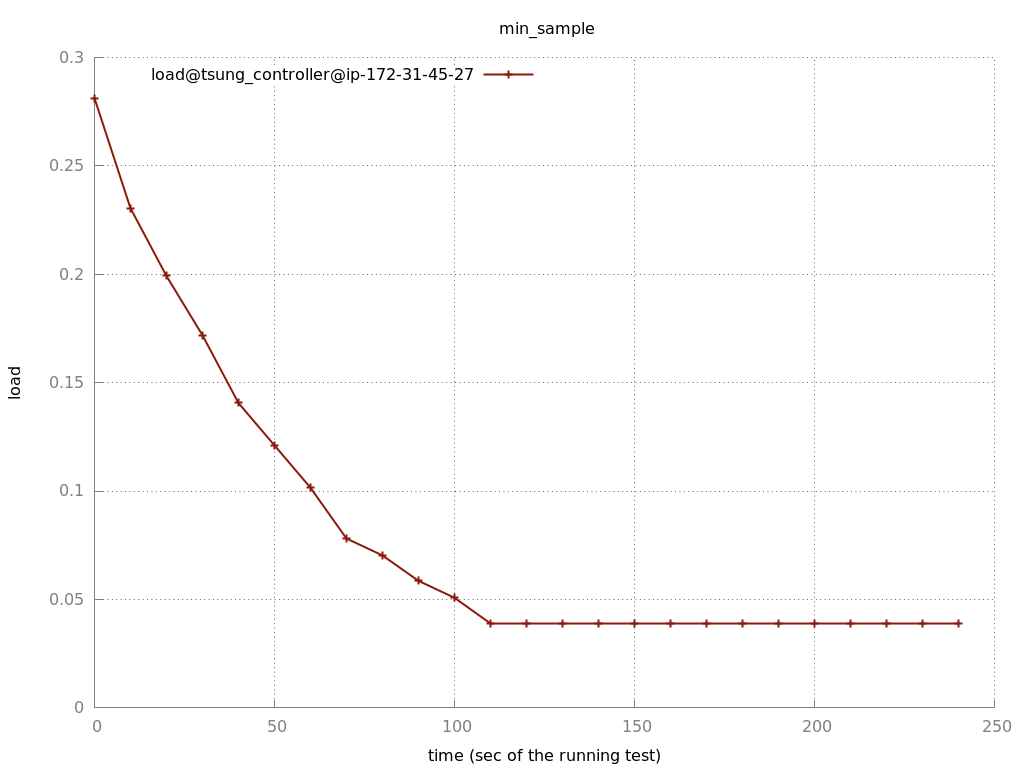 min_sample
load@tsung_controller@ip-172-31-45-27
0.3
0.25
0.2
0.15
0.1
0.05
0
load
0 50 100 150 200 250
time (sec of the running test)